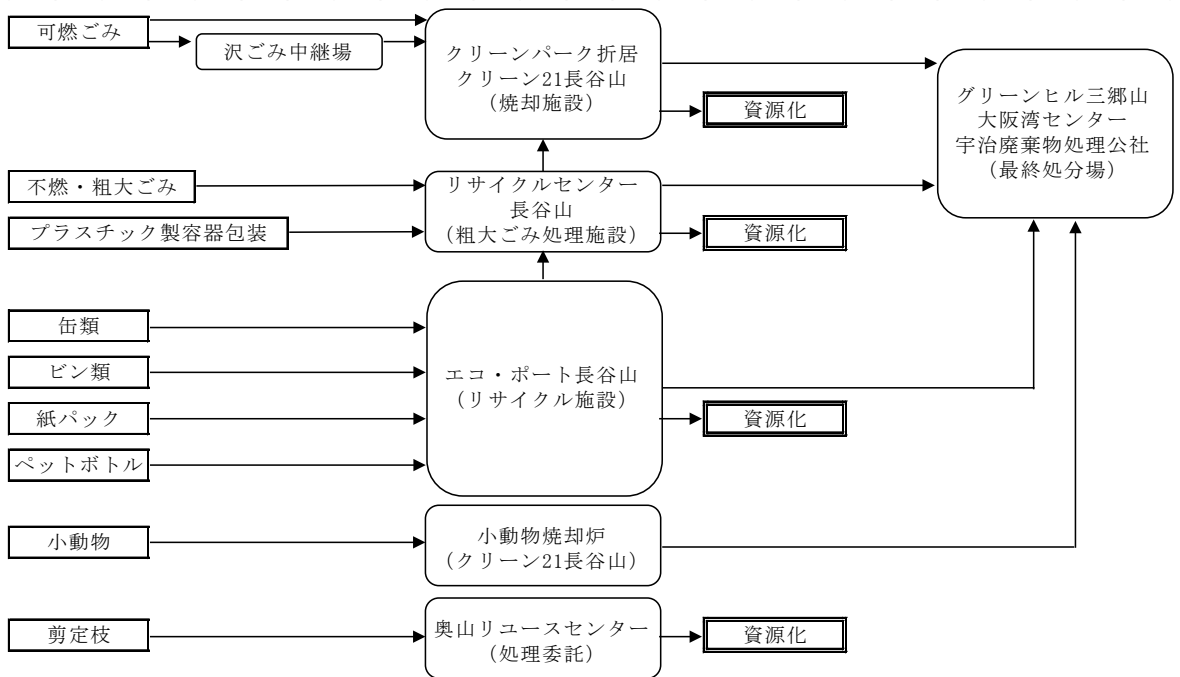 可燃ごみ
沢ごみ中継場
クリーンパーク折居
クリーン21長谷山
(焼却施設)
資源化
グリーンヒル三郷山
大阪湾センター
宇治廃棄物処理公社
(最終処分場)
不燃・粗大ごみ
プラスチック製容器包装
リサイクルセンター
長谷山
(粗大ごみ処理施設)
資源化
缶類
ビン類
紙パック
ペットボトル
エコ・ポート長谷山
(リサイクル施設)
資源化
小動物
小動物焼却炉
(クリーン21長谷山)
剪定枝
奥山リユースセンター
(処理委託)
資源化